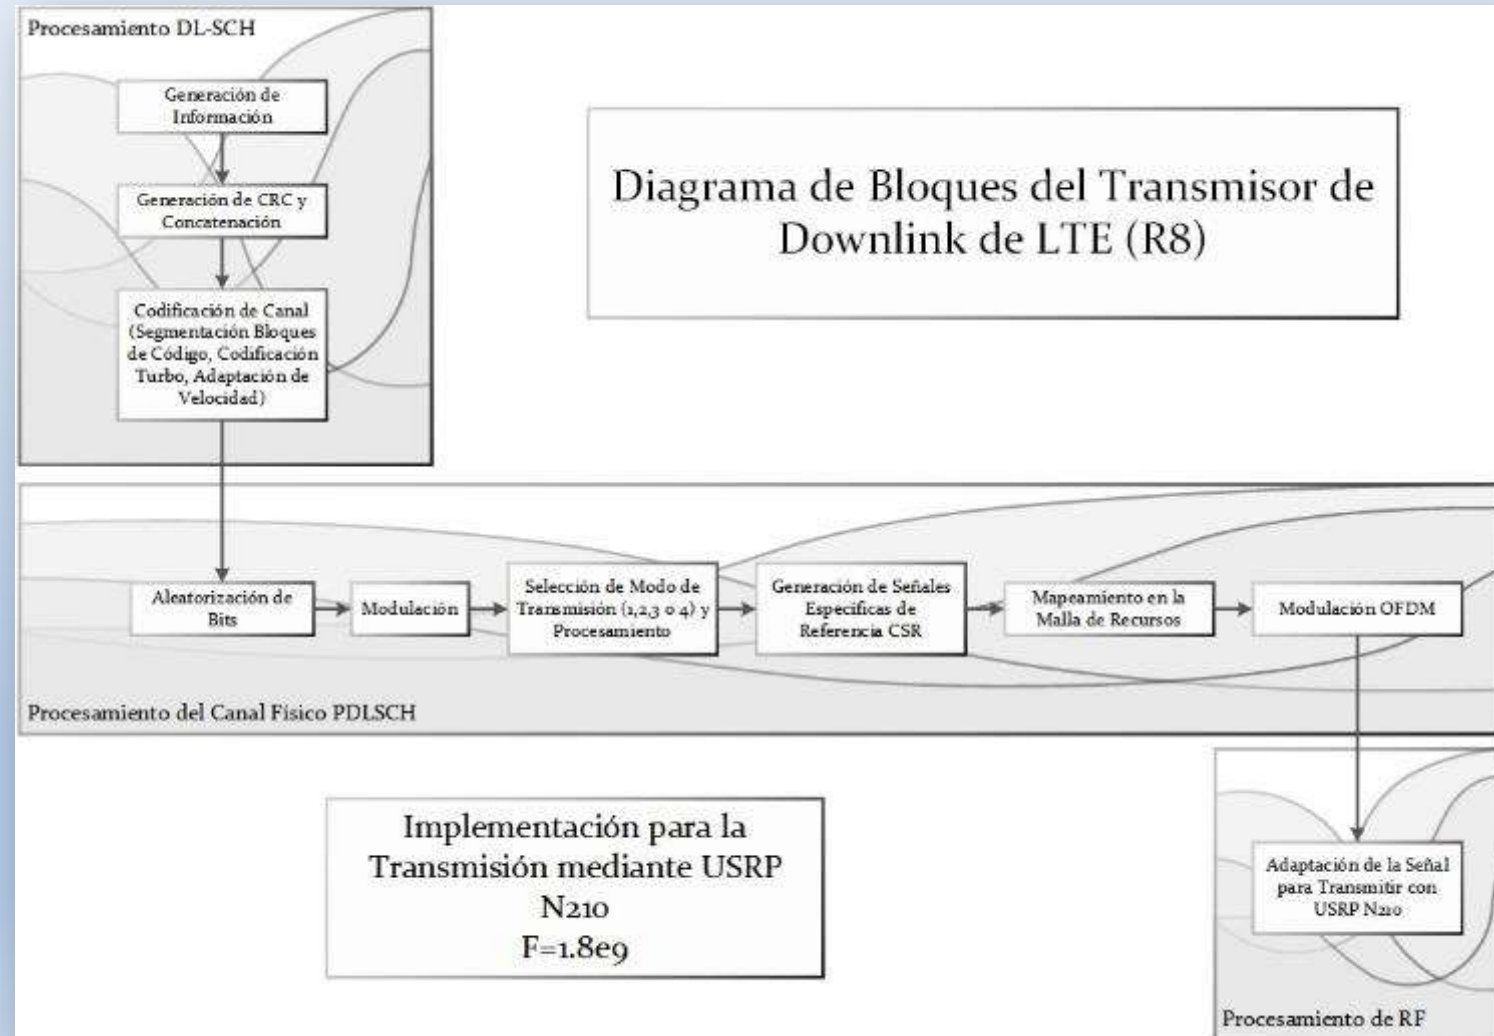 Procesamiento DL-SCH
Generación de
Información
Generación de CRC y
Concatenación
Codificación de Canal
(Segmentación Bloques
de Código, Codificación
Turbo, Adaptación de
Velocidad)
Diagrama de Bloques del Transmisor de
Downlink de LTE (R8)
Aleatorización de
Bits
Modulación
Selección de Modo de
Transmisión (1,2,3 o 4) y
Procesamiento
Generación de Señales
Especificas de
Referencia CSR
Mapeamiento en la
Malla de Recursos
Modulación OFDM
Procesamiento del Canal Físico PDLSCH
Implementación para la
Transmisión mediante USRP
N210
F=1.8e9
Adaptación de la Señal
para Transmitir con
USRP N210
Procesamiento de RF